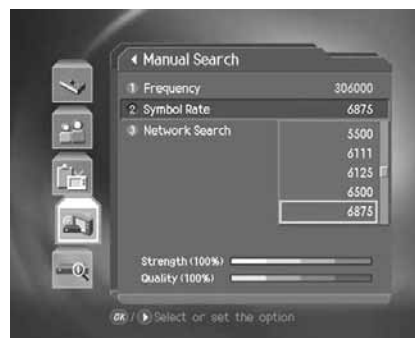 Manual Search
1 Frequency 306000
2 Symbol Rate 6875
3 Network Search
5500
6111
6125
6500
6875
Strength (100%)
Quality (100%)
OK / Select or set the option